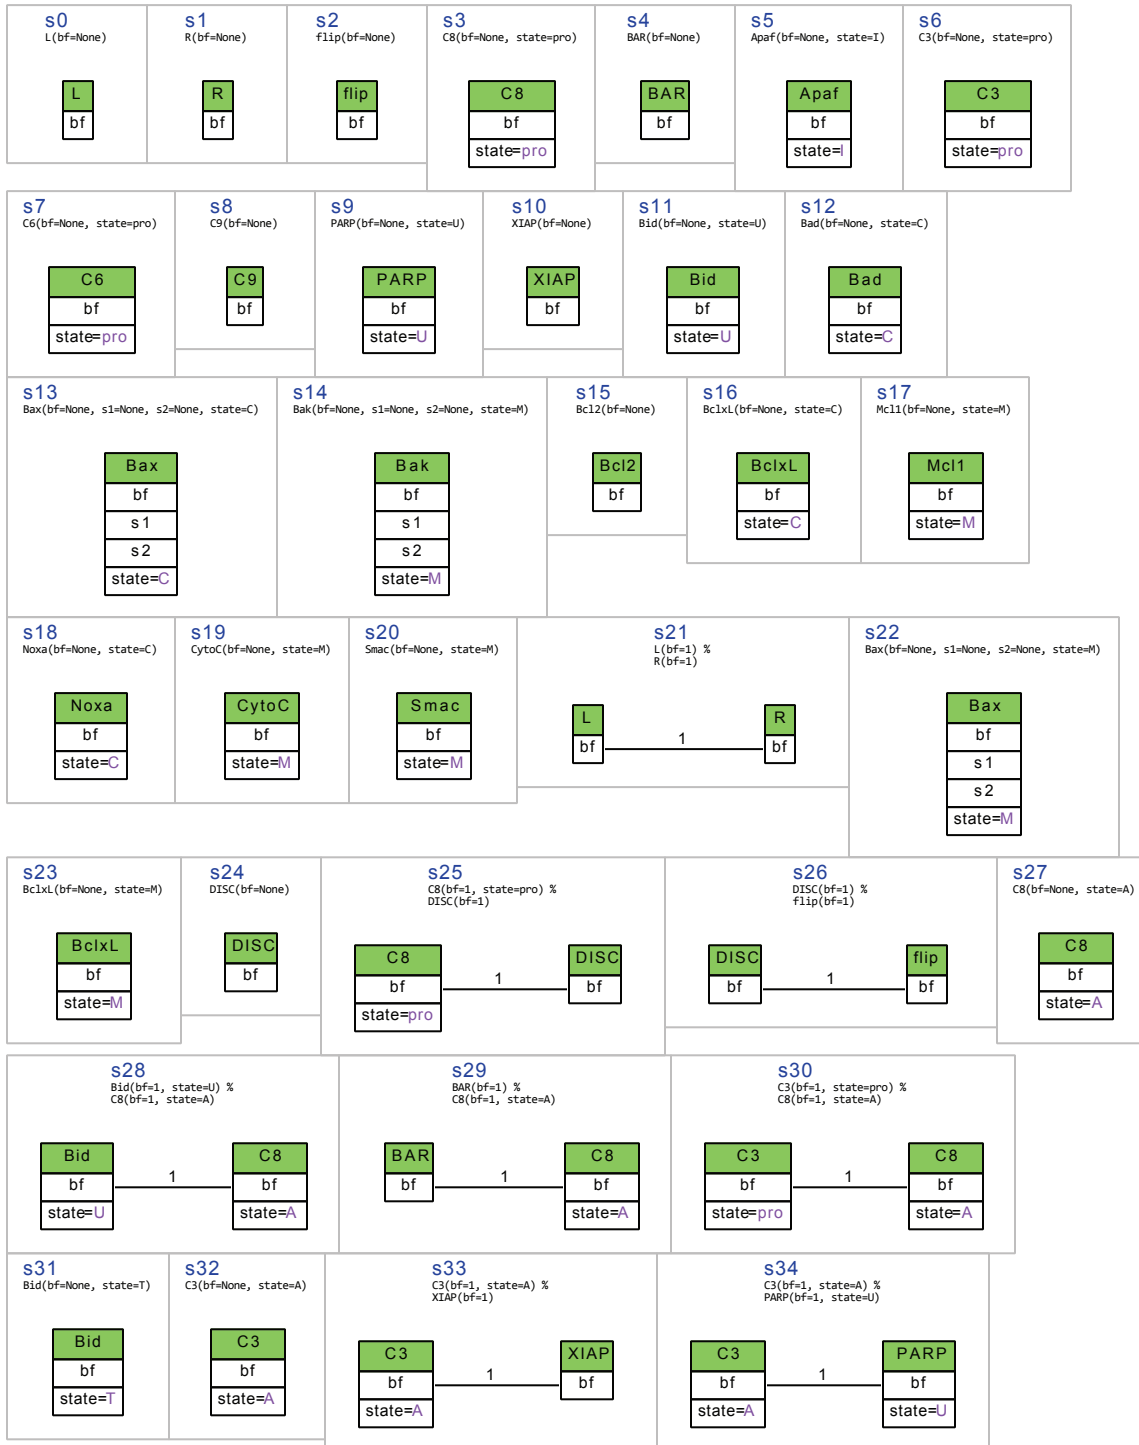 s0
L(bf=None)
L
bf
s1
R(bf=None)
R
bf
s2
flip(bf=None)
flip
bf
s3
C8(bf=None, state=pro)
C8
bf
state=pro
s4
BAR(bf=None)
BAR
bf
s5
Apaf(bf=None, state=I)
Apaf
bf
state=I
s6
C3(bf=None, state=pro)
C3
bf
state=pro
s7
C6(bf=None, state=pro)
C6
bf
state=pro
s8
C9(bf=None)
C9
bf
s9
PARP(bf=None, state=U)
PARP
bf
state=U
s10
XIAP(bf=None)
XIAP
bf
s11
Bid(bf=None, state=U)
Bid
bf
state=U
s12
Bad(bf=None, state=C)
Bad
bf
state=C
s13
Bax(bf=None, s1=None, s2=None, state=C)
Bax
bf
s1
s2
state=C
s14
Bak(bf=None, s1=None, s2=None, state=M)
Bak
bf
s1
s2
state=M
s15
Bcl2(bf=None)
Bcl2
bf
s16
BclxL(bf=None, state=C)
BclxL
bf
state=C
s17
Mcl1(bf=None, state=M)
Mcl1
bf
state=M
s18
Noxa(bf=None, state=C)
Noxa
bf
state=C
s19
CytoC(bf=None, state=M)
CytoC
bf
state=M
s20
Smac(bf=None, state=M)
Smac
bf
state=M
s21
L(bf=1) %
R(bf=1)
L
bf
1
R
bf
s22
Bax(bf=None, s1=None, s2=None, state=M)
Bax
bf
s1
s2
state=M
s23
BclxL(bf=None, state=M)
BclxL
bf
state=M
s24
DISC(bf=None)
DISC
bf
s25
C8(bf=1, state=pro) %
DISC(bf=1)
C8
bf
state=pro
1
DISC
bf
s26
DISC(bf=1) %
flip(bf=1)
DISC
bf
1
flip
bf
s27
C8(bf=None, state=A)
C8
bf
state=A
s28
Bid(bf=1, state=U) %
C8(bf=1, state=A)
Bid
bf
state=U
1
C8
bf
state=A
s29
BAR(bf=1) %
C8(bf=1, state=A)
BAR
bf
1
C8
bf
state=A
s30
C3(bf=1, state=pro) %
C8(bf=1, state=A)
C3
bf
state=pro
1
C8
bf
state=A
s31
Bid(bf=None, state=T)
Bid
bf
state=T
s32
C3(bf=None, state=A)
C3
bf
state=A
s33
C3(bf=1, state=A) %
XIAP(bf=1)
C3
bf
state=A
1
XIAP
bf
s34
C3(bf=1, state=A) %
PARP(bf=1, state=U)
C3
bf
state=A
1
PARP
bf
state=U